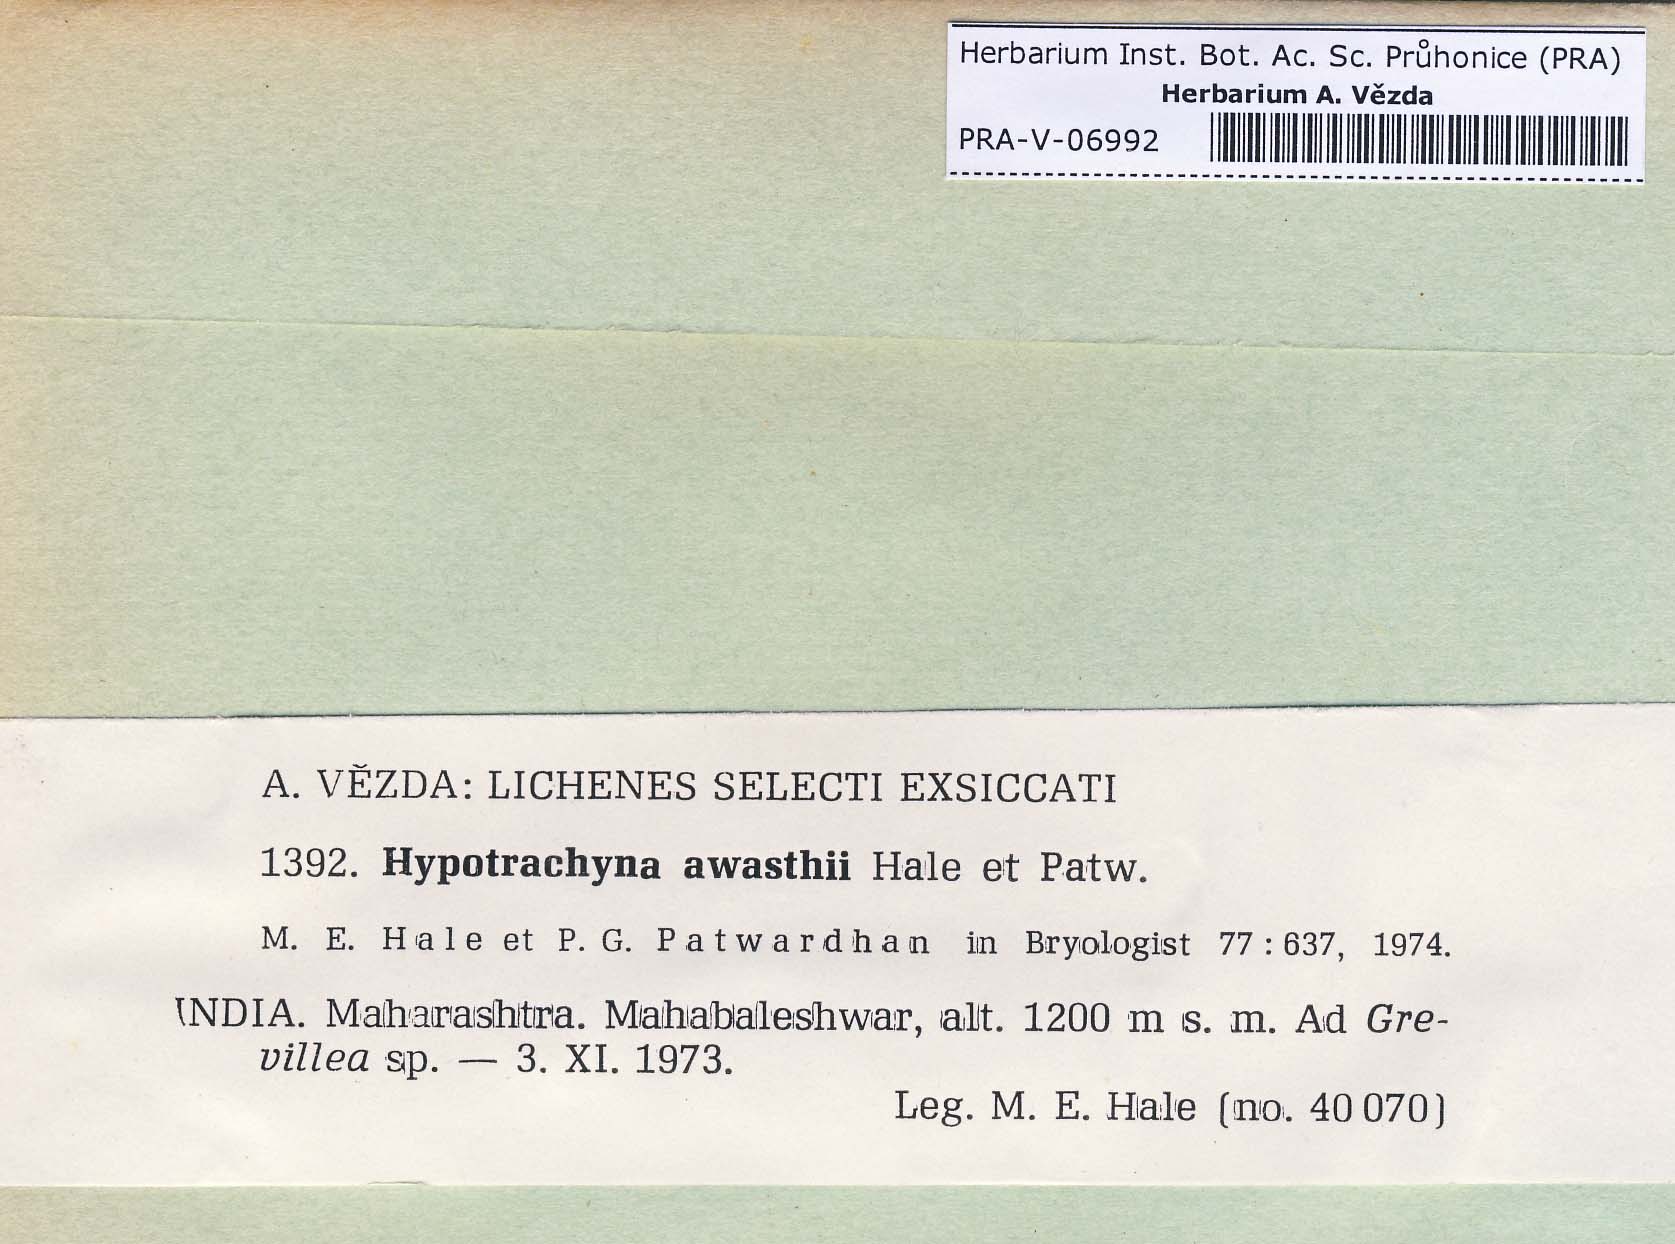 Herbarium Inst. Bot. Ac. Sc. Průhonice (PRA)
Herbarium A. Vězda
PRA-V-06992
A. VĚZDA: LICHENES SELECTI EXSICCATI
1392. Hypotrachyna awasthii Hale et Patw.
M. E. Hale et P. G. Patwardhan in Bryologist 77 : 637, 1974.
INDIA. Maharashtra. Mahabaleshwar, alt. 1200 m s. m. Ad Gre-
villea sp. — 3. XI. 1973.
Leg. M. E. Hale (no. 40 070)